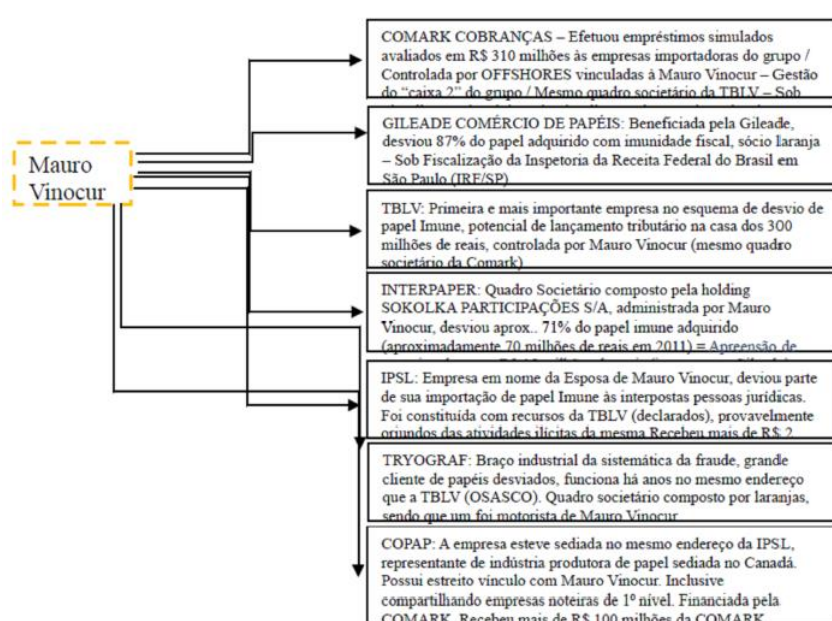 Mauro
Vinocur
COMARK COBRANÇAS – Efetuou empréstimos simulados
avaliados em R$ 310 milhões às empresas importadoras do grupo /
Controlada por OFFSHORES vinculadas à Mauro Vinocur – Gestão
do “caixa 2” do grupo / Mesmo quadro societário da TBLV – Sob
GILEADE COMÉRCIO DE PAPÉIS: Beneficiada pela Gileade,
desviou 87% do papel adquirido com imunidade fiscal, sócio laranja
– Sob Fiscalização da Inspetoria da Receita Federal do Brasil em
São Paulo (IRF/SP)
TBLV: Primeira e mais importante empresa no esquema de desvio de
papel Imune, potencial de lançamento tributário na casa dos 300
milhões de reais, controlada por Mauro Vinocur (mesmo quadro
societário da Comark)
INTERPAPER: Quadro Societário composto pela holding
SOKOLKA PARTICIPAÇÕES S/A, administrada por Mauro
Vinocur, desviou aprox.. 71% do papel imune adquirido
(aproximadamente 70 milhões de reais em 2011) = Apreensão de
IPSL: Empresa em nome da Esposa de Mauro Vinocur, deviou parte
de sua importação de papel Imune às interpostas pessoas jurídicas.
Foi constituída com recursos da TBLV (declarados), provavelmente
oriundos das atividades ilícitas da mesma Recebeu mais de R$ 2
TRYOGRAF: Braço industrial da sistemática da fraude, grande
cliente de papéis desviados, funciona há anos no mesmo endereço
que a TBLV (OSASCO). Quadro societário composto por laranjas,
sendo que um foi motorista de Mauro Vinocur
COPAP: A empresa esteve sediada no mesmo endereço da IPSL,
representante de indústria produtora de papel sediada no Canadá.
Possui estreito vínculo com Mauro Vinocur. Inclusive
compartilhando empresas noteiras de 1º nível. Financiada pela
COMARK. Recebeu mais de R$ 100 milhões da COMARK